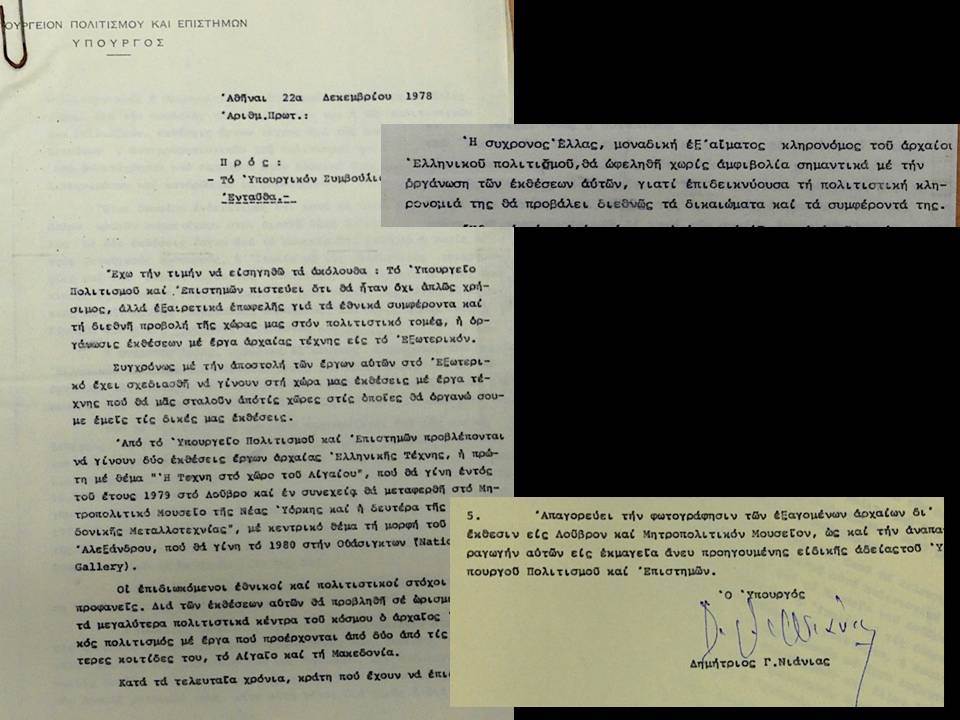 ΟΥΡΓΕΙΟΝ ΠΟΛΙΤΙΣΜΟΥ ΚΑΙ ΕΠΙΣΤΗΜΩΝ
ΥΠΟΥΡΓΟΣ
Ἀθῆναι 22α Δεκεμβρίου 1978
Ἀριθμ.Πρωτ.:
Πρός:
- Τό Ὑπουργικόν Συμβούλιο
Ἐνταῦθα.-
Ἔχω τήν τιμήν νά εἰσηγηθῶ τά ἀκόλουθα : Τό Ὑπουργεῖο
Πολιτισμοῦ καί Ἐπιστημῶν πιστεύει ὅτι θά ἦταν ὄχι ἁπλῶς χρή-
σιμος, ἀλλά ἐξαιρετικά ἐπωφελής γιά τά ἐθνικά συμφέροντα καί
τή διεθνῆ προβολή τῆς χώρας μας στόν πολιτιστικό τομέα, ἡ ὀρ-
γάνωσις ἐκθέσεων μέ ἔργα ἀρχαίας τέχνης εἰς τό Ἐξωτερικόν.
Συγχρόνως μέ τήν ἀποστολή τῶν ἔργων αὐτῶν στό Ἐξωτερι-
κό ἔχει σχεδιασθῆ νά γίνουν στή χώρα μας ἐκθέσεις μέ ἔργα τέ-
χνης πού θά μᾶς σταλοῦν ἀπότίς χῶρες στίς ὁποῖες θά ὀργανώ σου-
με ἐμεῖς τίς δικές μας ἐκθέσεις.
Ἀπό τό Ὑπουργεῖο Πολιτισμοῦ καί Ἐπιστημῶν προβλέπονται
νά γίνουν δύο ἐκθέσεις ἔργων ἀρχαίας Ἑλληνικῆς Τέχνης, ἡ πρώ-
τη μέ θέμα "Ἡ Τεχνη στό χῶρο τοῦ Αἰγαίου", πού θά γίνη ἐντός
τοῦ ἔτους 1979 στό Λοῦβρο καί ἐν συνεχείᾳ θά μεταφερθῆ στό Μη-
τροπολιτικό Μουσεῖο τῆς Νέας Ὑόρκης καί ἡ δευτέρα τῆς
δονικῆς Μεταλλοτεχνίας", μέ κεντρικό θέμα τή μορφή τοῦ
Ἀλεξάνδρου, πού θά γίνη τό 1980 στήν Οὐάσιγκτων (Natio
Gallery).
Οἱ ἐπιδιωκόμενοι ἐθνικοί καί πολιτιστικοί στόχοι
προφανεῖς. Διά τῶν ἐκθέσεων αὐτῶν θά προβληθῆ σέ ὡρισμ
τά μεγαλύτερα πολιτιστικά κέντρα τοῦ κόσμου ὁ ἀρχαῖος
κός πολιτισμός μέ ἔργα πού προέρχονται ἀπό δύο ἀπό τίς
τερες κοιτίδες του, τό Αἰγαῖο καί τή Μακεδονία.
Κατά τά τελευταῖα χρόνια, κράτη πού ἔχουν νά ἐπι
Ἡ συχρονος Ἑλλας, μοναδική ἐξ'αἵματος κληρονόμος τοῦ ἀρχαίοι
Ἑλληνικοῦ πολιτισμοῦ,θά ὠφεληθῆ χωρίς ἀμφιβολία σημαντικά μέ τήν
ὀργάνωση τῶν ἐκθέσεων αὐτῶν, γιατί ἐπιδεικνύουσα τή πολιτιστική κλη-
ρονομιά της θά προβάλει διεθνῶς τά δικαιώματα καί τά συμφέροντά της.
5. Ἀπαγορεύει τήν φωτογράφησιν τῶν ἐξαγομένων ἀρχαίων δι'
ἔκθεσιν εἰς Λοῦβρον καί Μητροπολιτικόν Μουσεῖον, ὡς καί τήν ἀναπα
ραγωγήν αὐτῶν εἰς ἐκμαγεῖα ἄνευ προηγουμένης εἰδικῆς ἀδείαςτοῦ Ὑ
πουργοῦ Πολιτισμοῦ καί Ἐπιστημῶν.
Ὁ Ὑπουργός
Δημήτριος Γ.Νιάνιας